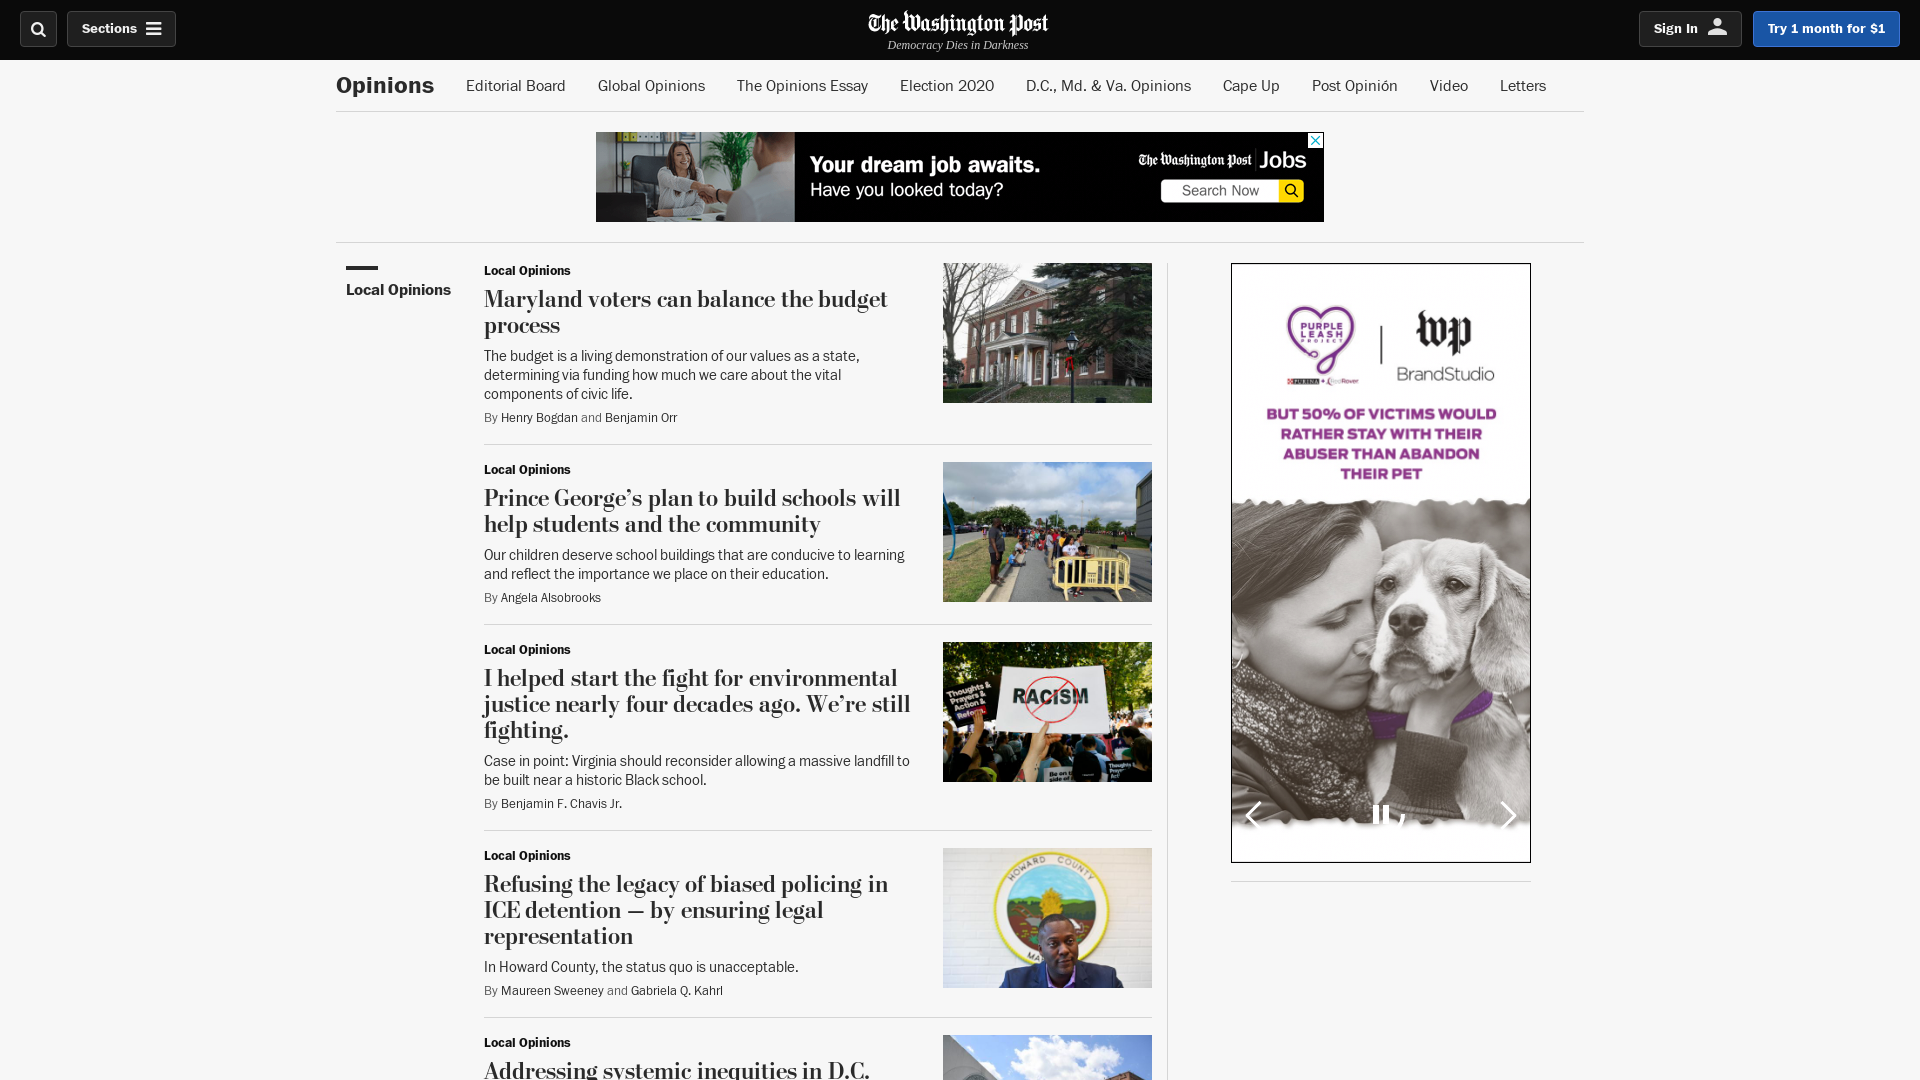 Sections
The Washington Post
Democracy Dies in Darkness
Sign In
Try 1 month for $1
Opinions
Editorial Board
Global Opinions
The Opinions Essay
Election 2020
D.C., Md. & Va. Opinions
Cape Up
Post Opinión
Video
Letters
Your dream job awaits.
Have you looked today?
The Washington Post Jobs
Search Now
Local Opinions
Local Opinions
Maryland voters can balance the budget
process
The budget is a living demonstration of our values as a state,
determining via funding how much we care about the vital
components of civic life.
By Henry Bogdan and Benjamin Orr
Local Opinions
Prince George’s plan to build schools will
help students and the community
Our children deserve school buildings that are conducive to learning
and reflect the importance we place on their education.
By Angela Alsobrooks
Local Opinions
I helped start the fight for environmental
justice nearly four decades ago. We’re still
fighting.
Case in point: Virginia should reconsider allowing a massive landfill to
be built near a historic Black school.
By Benjamin F. Chavis Jr.
Thoughts &
Prayers &
Action &
Reform.
RACISM
Local Opinions
Refusing the legacy of biased policing in
ICE detention — by ensuring legal
representation
In Howard County, the status quo is unacceptable.
By Maureen Sweeney and Gabriela Q. Kahrl
HOWARD COUNTY
Local Opinions
Addressing systemic inequities in D.C.
PURPLE
LEASH
PROJECT
PURINA + RedRover
wp
BrandStudio
BUT 50% OF VICTIMS WOULD
RATHER STAY WITH THEIR
ABUSER THAN ABANDON
THEIR PET